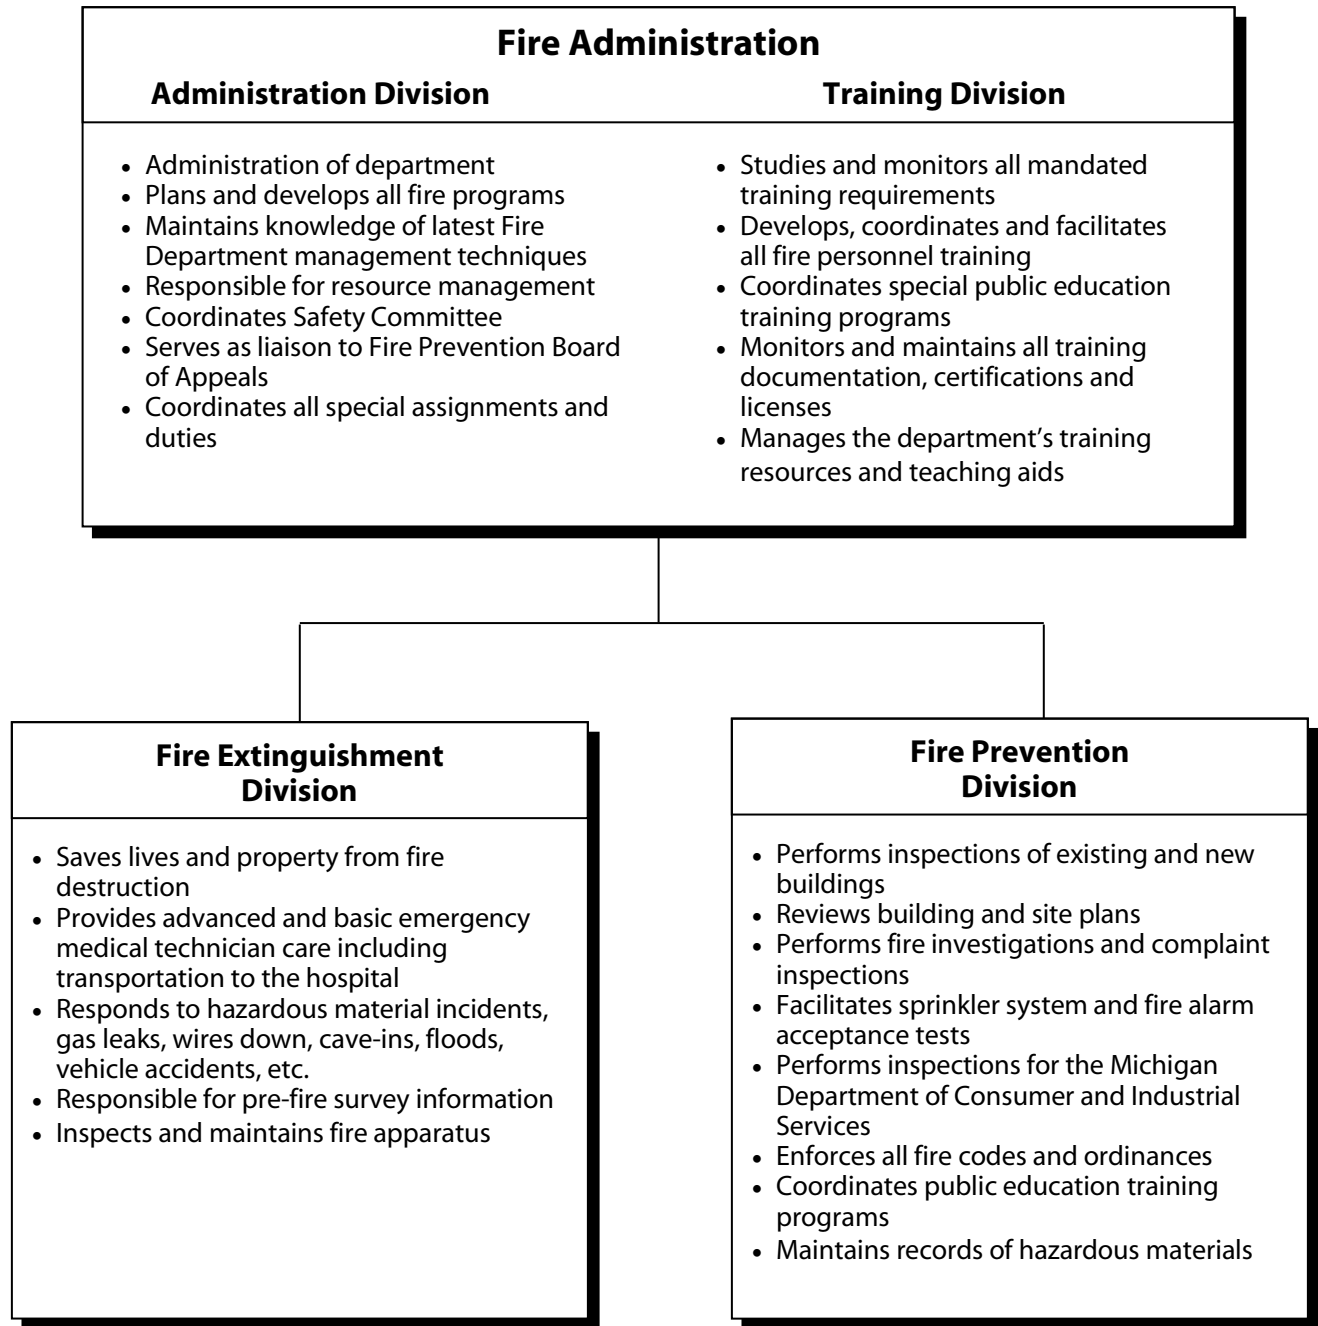 Fire Administration
Administration Division
• Administration of department
• Plans and develops all fire programs
• Maintains knowledge of latest Fire
Department management techniques
• Responsible for resource management
• Coordinates Safety Committee
• Serves as liaison to Fire Prevention Board
of Appeals
• Coordinates all special assignments and
duties
Training Division
• Studies and monitors all mandated
training requirements
• Develops, coordinates and facilitates
all fire personnel training
• Coordinates special public education
training programs
• Monitors and maintains all training
documentation, certifications and
licenses
• Manages the department’s training
resources and teaching aids
Fire Extinguishment
Division
• Saves lives and property from fire
destruction
• Provides advanced and basic emergency
medical technician care including
transportation to the hospital
• Responds to hazardous material incidents,
gas leaks, wires down, cave-ins, floods,
vehicle accidents, etc.
• Responsible for pre-fire survey information
• Inspects and maintains fire apparatus
Fire Prevention
Division
• Performs inspections of existing and new
buildings
• Reviews building and site plans
• Performs fire investigations and complaint
inspections
• Facilitates sprinkler system and fire alarm
acceptance tests
• Performs inspections for the Michigan
Department of Consumer and Industrial
Services
• Enforces all fire codes and ordinances
• Coordinates public education training
programs
• Maintains records of hazardous materials